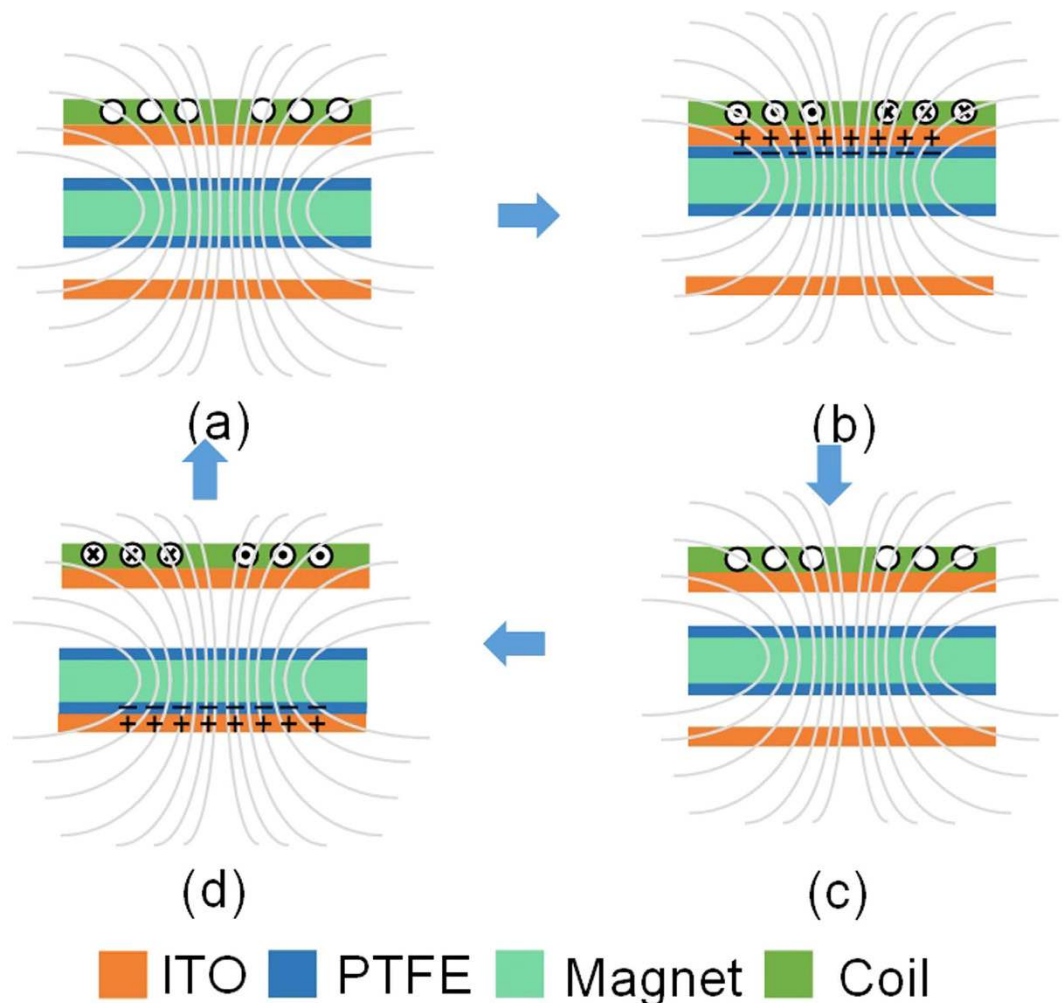 + + + + + + + +
− − − − − − − −
(a)
(b)
− − − − − − − −
+ + + + + + + +
(d)
(c)
ITO PTFE Magnet Coil